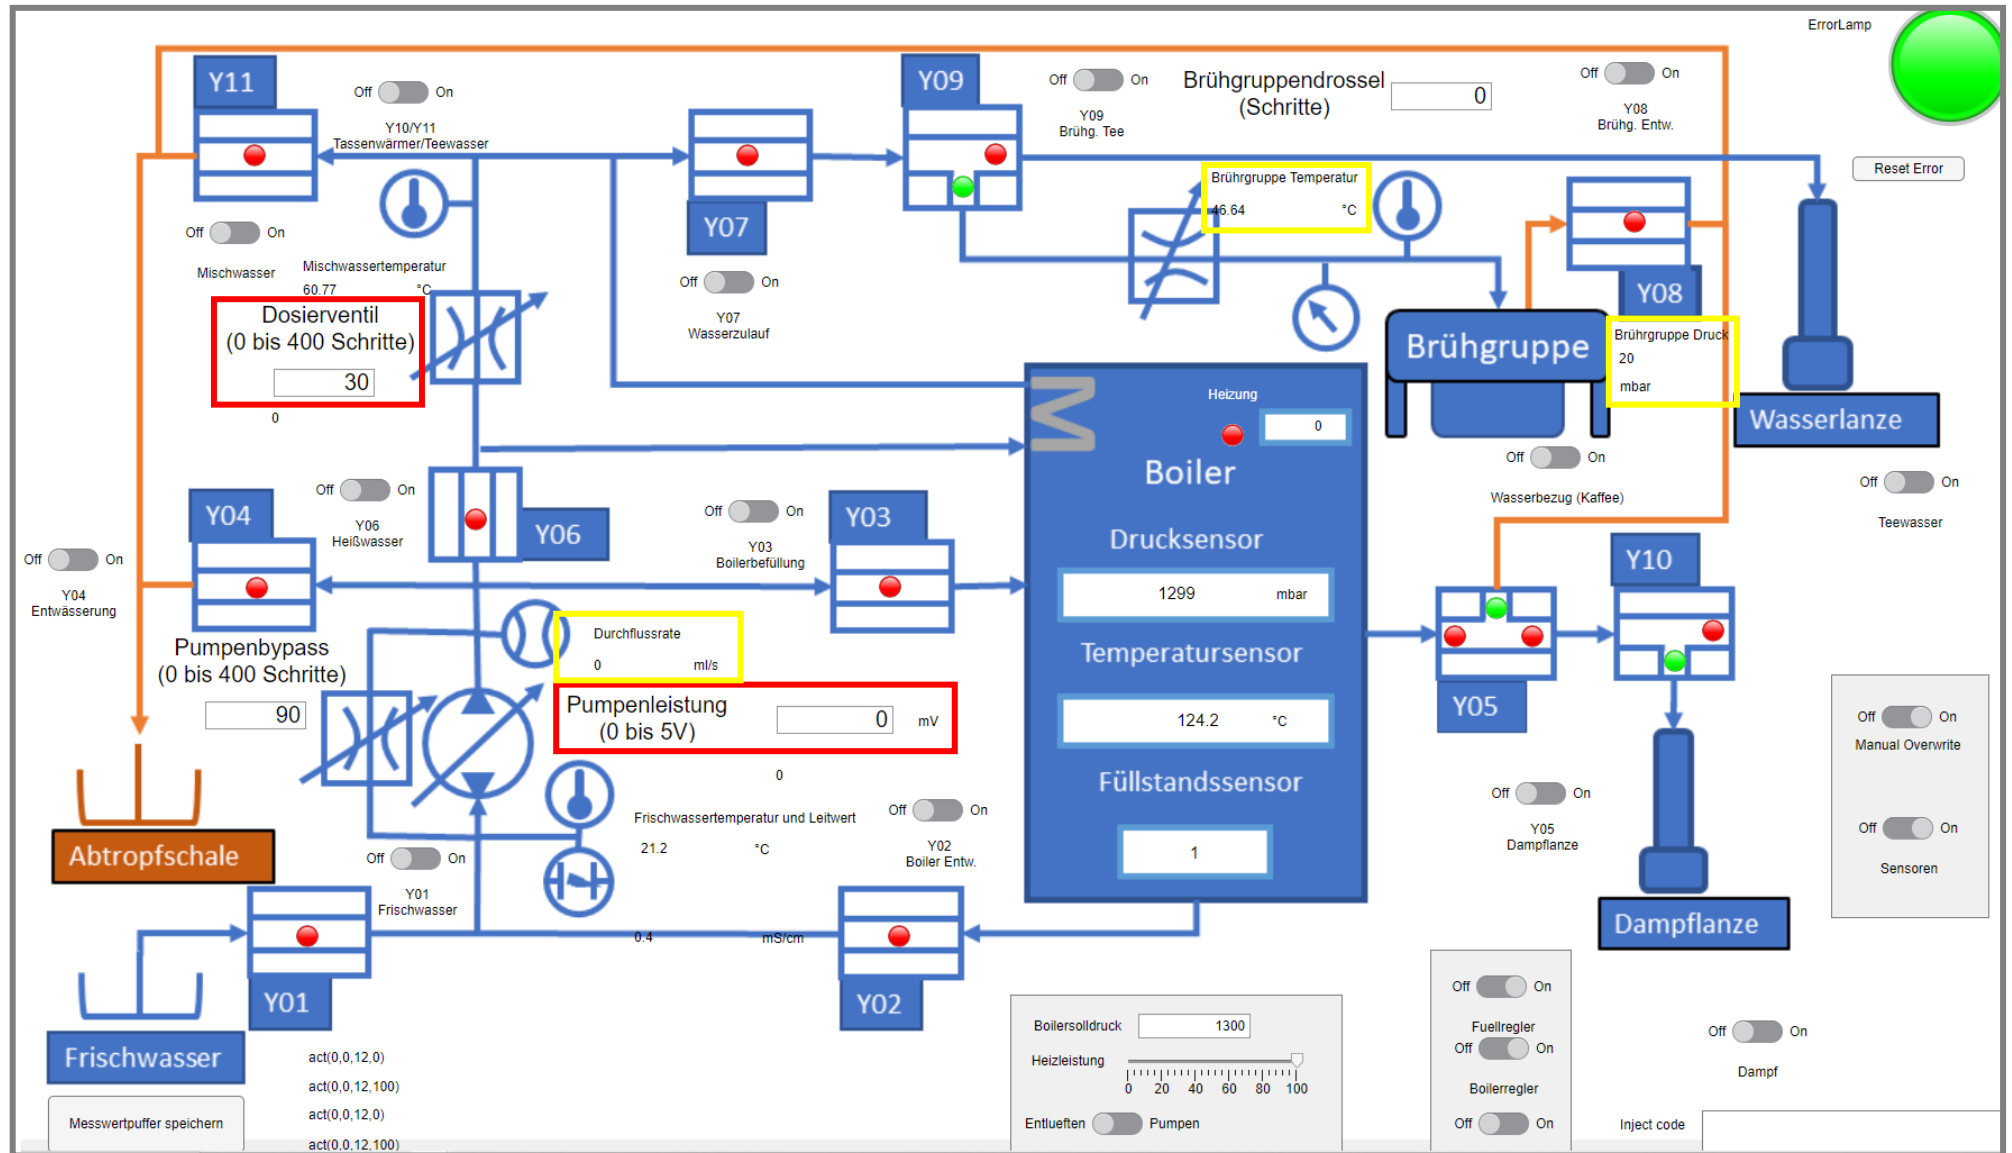 ErrorLamp
Y11
Off On
Y10/Y11
Tassenwärmer/Teewasser
Y09
Off On
Y09
Brühg. Tee
Brühgruppendrossel
(Schritte)
0
Off On
Y08
Brühg. Entw.
Reset Error
Off On
Mischwasser
Mischwassertemperatur
60.77 °C
Y07
Off On
Y07
Wasserzulauf
Brührgruppe Temperatur
46.64 °C
Y08
Dosierventil
(0 bis 400 Schritte)
30
0
Brühgruppe
Brührgruppe Druck
20
mbar
Wasserlanze
M
Heizung
0
Boiler
Drucksensor
1299 mbar
Temperatursensor
124.2 °C
Füllstandssensor
1
Off On
Wasserbezug (Kaffee)
Off On
Teewasser
Y04
Off On
Y06
Heißwasser
Y06
Off On
Y03
Boilerbefüllung
Y03
Off On
Y04
Entwässerung
Y10
Pumpenbypass
(0 bis 400 Schritte)
90
Durchflussrate
0 ml/s
Pumpenleistung
(0 bis 5V)
0 mV
0
Y05
Off On
Manual Overwrite
Off On
Sensoren
Off On
Y05
Dampflanze
Frischwassertemperatur und Leitwert
21.2 °C
0.4 mS/cm
Off On
Y02
Boiler Entw.
Abtropfschale
Off On
Y01
Frischwasser
Dampflanze
Y01
Y02
Frischwasser
act(0,0,12,0)
act(0,0,12,100)
act(0,0,12,0)
act(0,0,12,100)
Messwertpuffer speichern
Boilersolldruck 1300
Heizleistung
0 20 40 60 80 100
Entlueften Pumpen
Off On
Fuellregler
Off On
Boilerregler
Off On
Off On
Dampf
Inject code